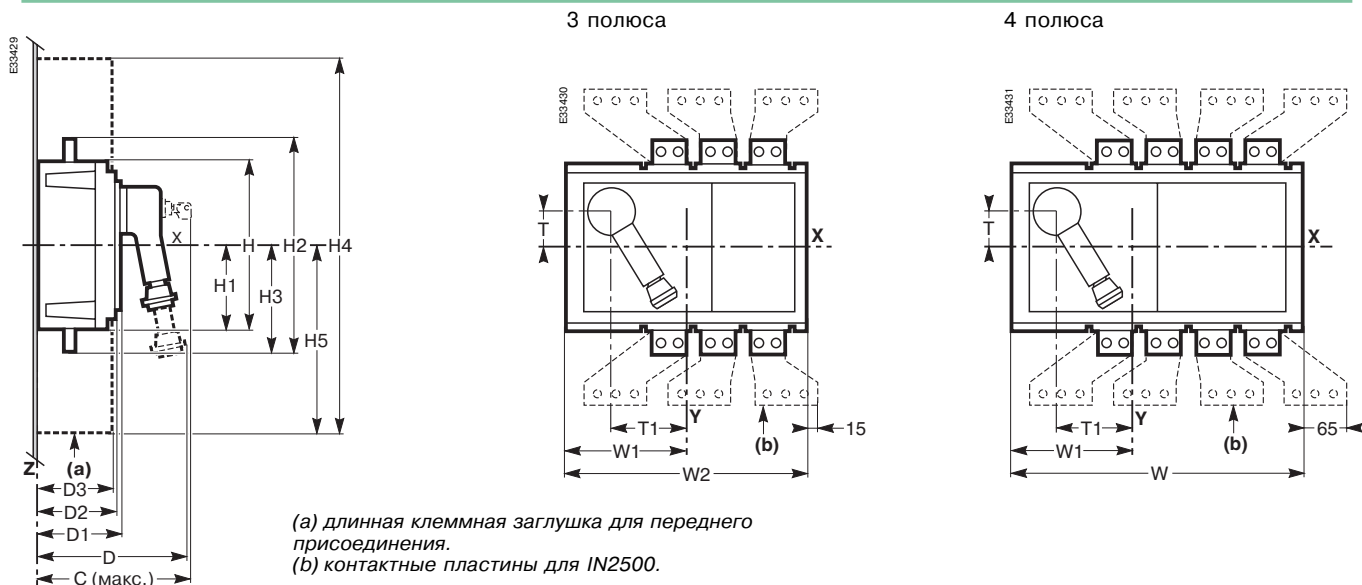 3 полюса
4 полюса
E33429
E33430
E33431
X
H
H1
H2
H3
H4
H5
Z
(a)
D3
D2
D1
D
C (макс.)
T
X
T1
Y
(b)
15
W1
W2
T
X
T1
Y
(b)
65
W1
W
(a) длинная клеммная заглушка для переднего
присоединения.
(b) контактные пластины для IN2500.